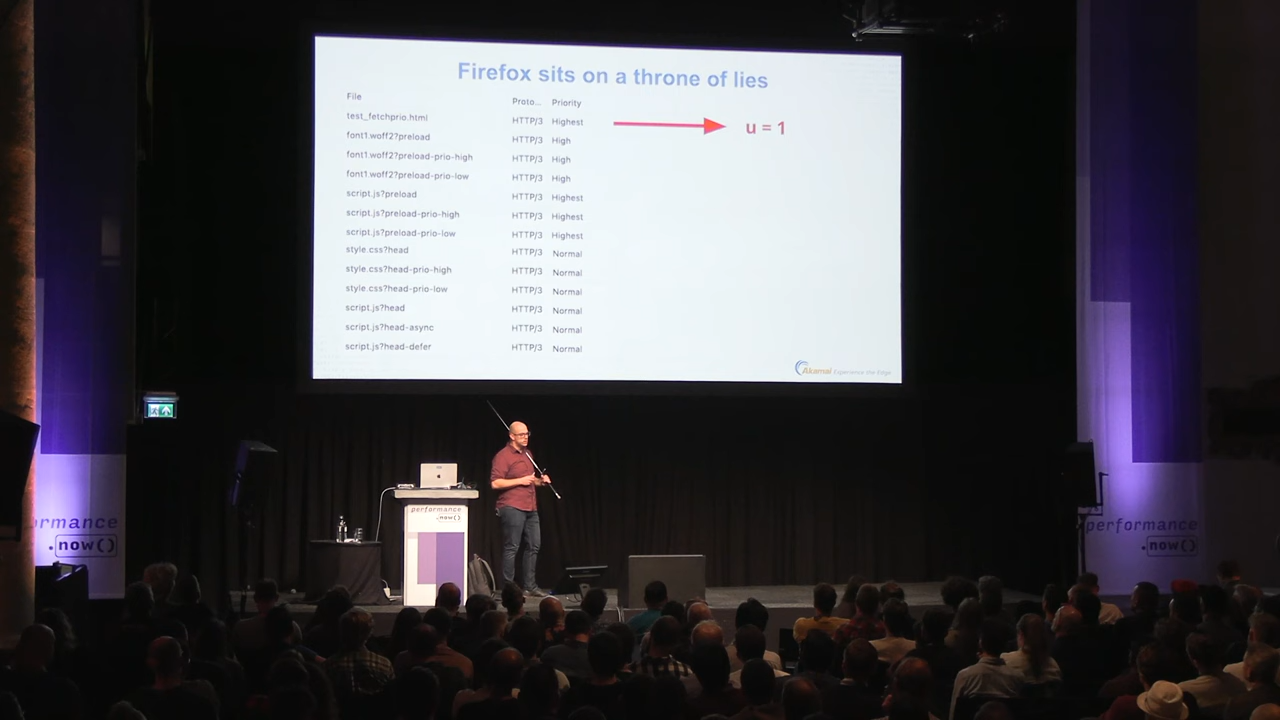 Firefox sits on a throne of lies
File Proto... Priority
test_fetchprio.html HTTP/3 Highest
u = 1
font1.woff2?preload HTTP/3 High
font1.woff2?preload-prio-high HTTP/3 High
font1.woff2?preload-prio-low HTTP/3 High
script.js?preload HTTP/3 Highest
script.js?preload-prio-high HTTP/3 Highest
script.js?preload-prio-low HTTP/3 Highest
style.css?head HTTP/3 Normal
style.css?head-prio-high HTTP/3 Normal
style.css?head-prio-low HTTP/3 Normal
script.js?head HTTP/3 Normal
script.js?head-async HTTP/3 Normal
script.js?head-defer HTTP/3 Normal
Akamai Experience the Edge
performance
.now()
rmance
.now()
performance
.now()